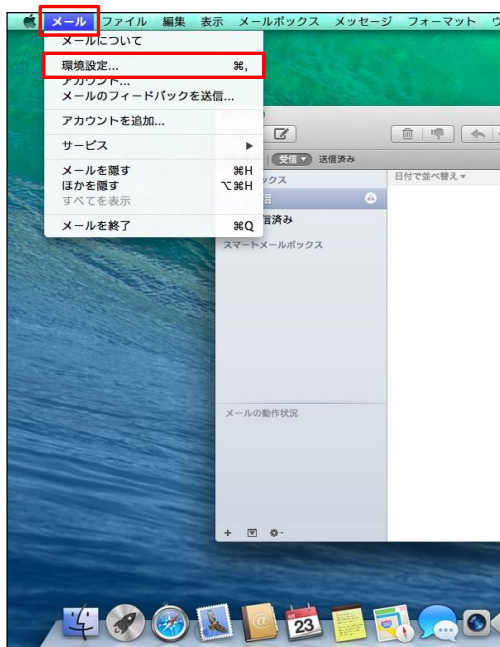 メール ファイル 編集 表示 メールボックス メッセージ フォーマット
メールについて
環境設定... ⌘,
アカウント...
メールのフィードバックを送信...
アカウントを追加...
サービス ▶
メールを隠す ⌘H
ほかを隠す ⌥⌘H
すべてを表示
メールを終了 ⌘Q
受信 ▼ 送信済み
日付で並べ替え ▼
スマートメールボックス
メールの動作状況
23